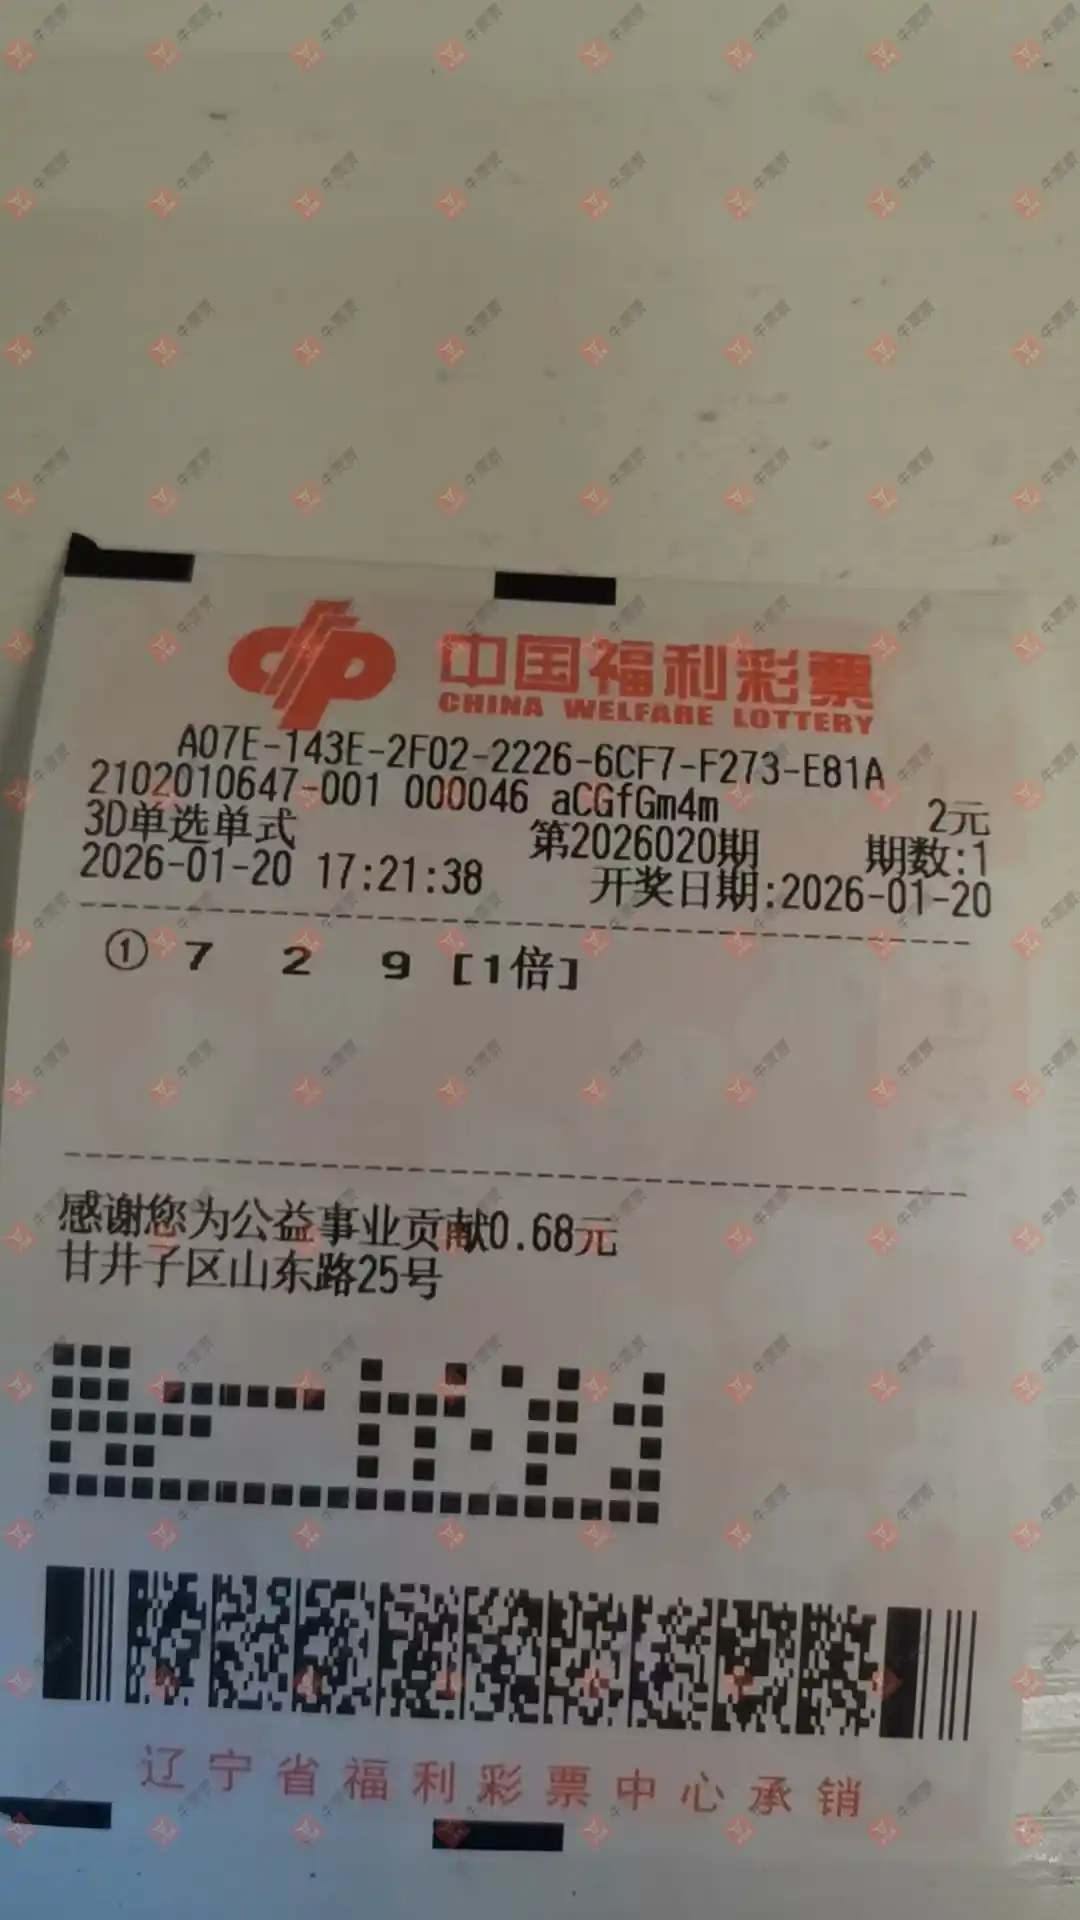 中国福利彩票
CHINA WELFARE LOTTERY
A07E-143E-2F02-2226-6CF7-F273-E81A
2102010647-001 000046 aCGfGm4m 2元
3D单选单式 第2026020期 期数:1
2026-01-20 17:21:38 开奖日期:2026-01-20
① 7 2 9 [1倍]
感谢您为公益事业贡献0.68元
甘井子区山东路25号
辽宁省福利彩票中心承销